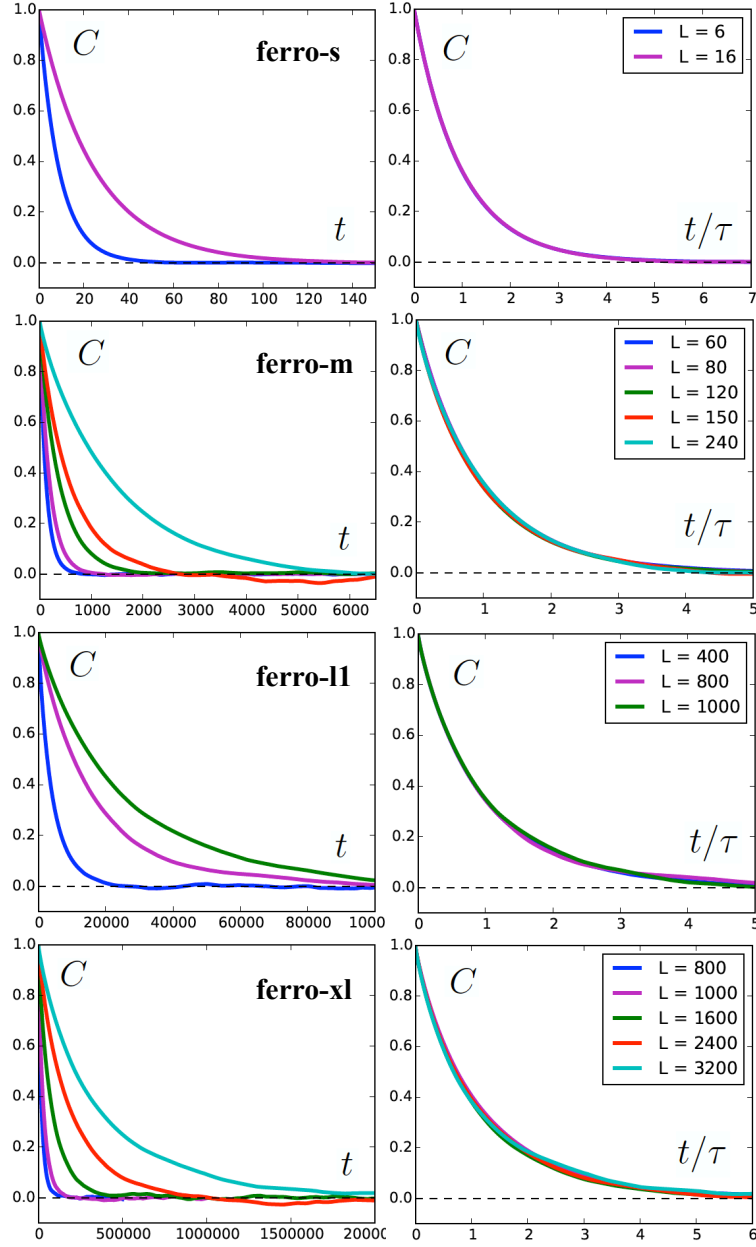 C
ferro-s
t
1.0
0.8
0.6
0.4
0.2
0.0
0 20 40 60 80 100 120 140
C
L = 6
L = 16
t/τ
1.0
0.8
0.6
0.4
0.2
0.0
0 1 2 3 4 5 6 7
C
ferro-m
t
1.0
0.8
0.6
0.4
0.2
0.0
0 1000 2000 3000 4000 5000 6000
C
L = 60
L = 80
L = 120
L = 150
L = 240
t/τ
1.0
0.8
0.6
0.4
0.2
0.0
0 1 2 3 4 5
C
ferro-l1
t
1.0
0.8
0.6
0.4
0.2
0.0
0 20000 40000 60000 80000 1000
C
L = 400
L = 800
L = 1000
t/τ
1.0
0.8
0.6
0.4
0.2
0.0
0 1 2 3 4 5
C
ferro-xl
t
1.0
0.8
0.6
0.4
0.2
0.0
0 500000 1000000 1500000 20000
C
L = 800
L = 1000
L = 1600
L = 2400
L = 3200
t/τ
1.0
0.8
0.6
0.4
0.2
0.0
0 1 2 3 4 5 6